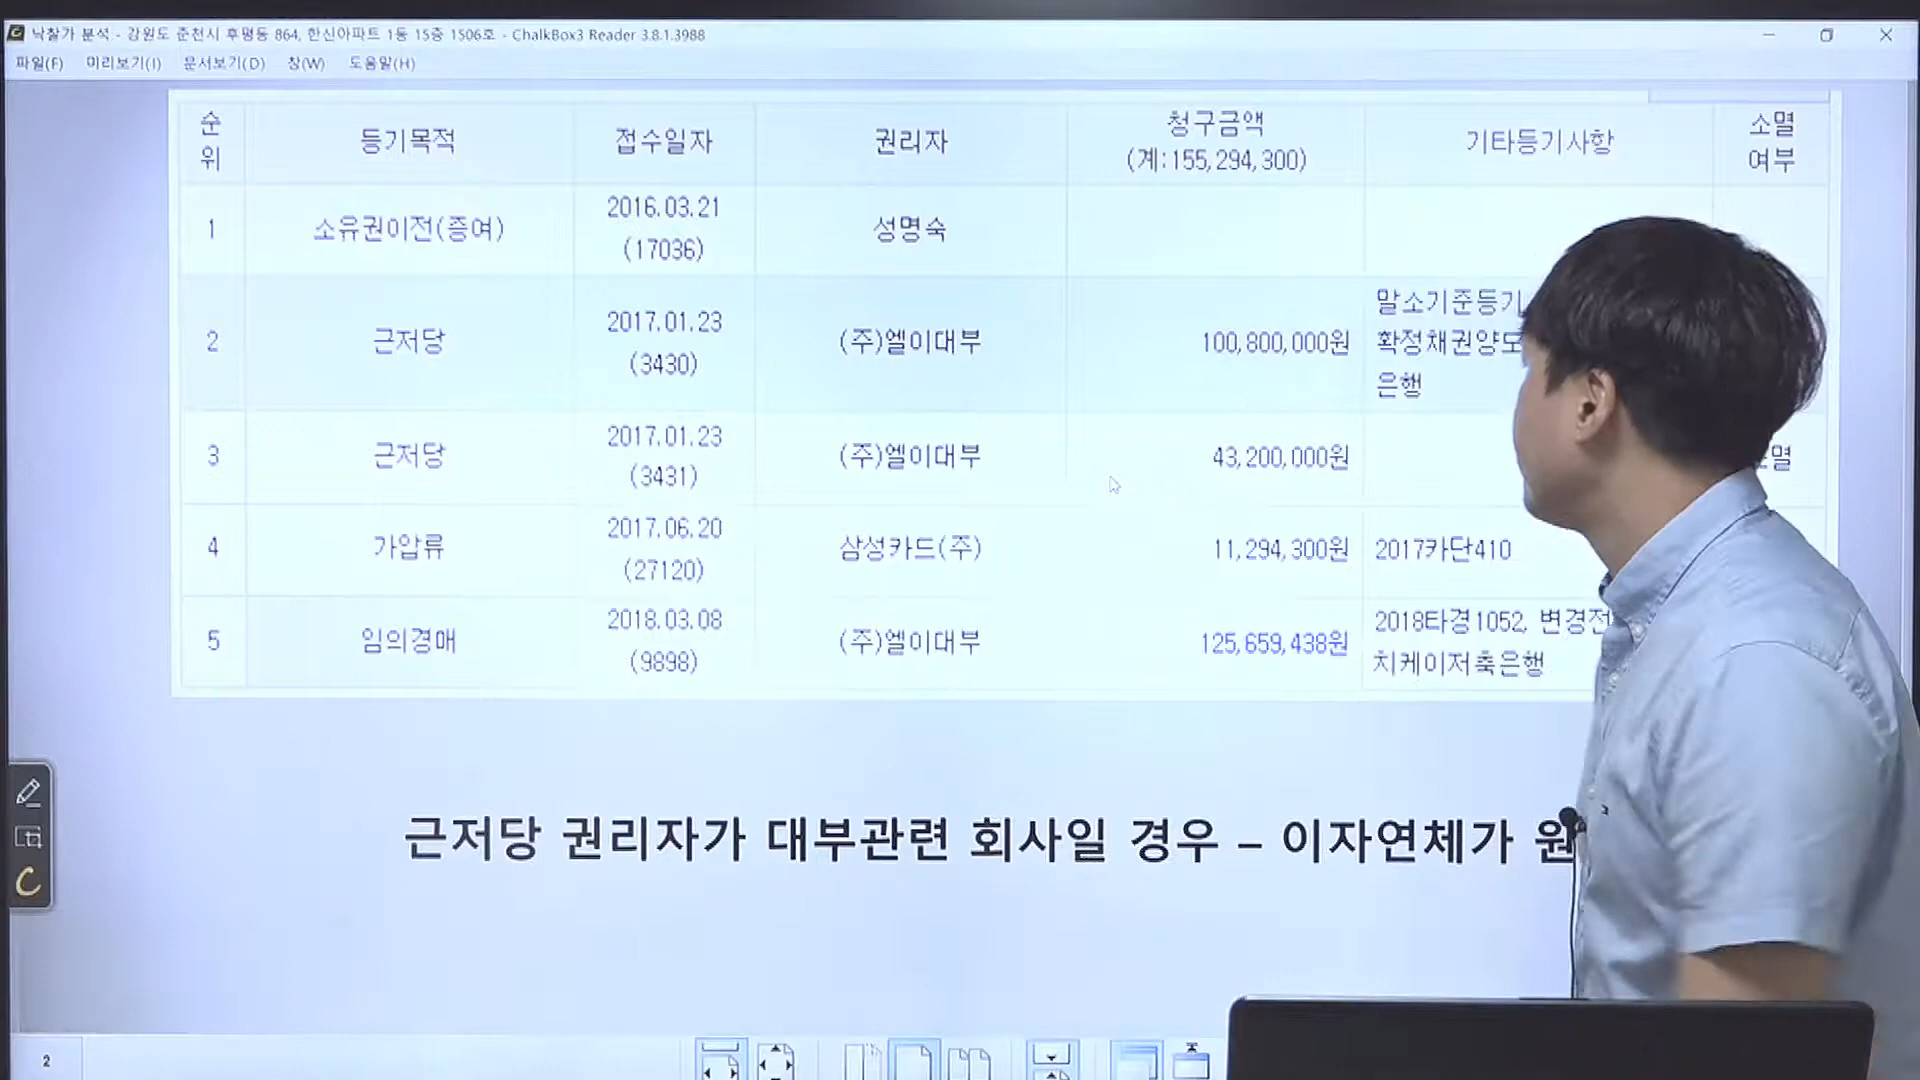 낙찰가 분석 - 강원도 춘천시 후평동 864, 한신아파트 1동 15층 1506호 - ChalkBox3 Reader 3.8.1.3988
파일(F) 미리보기(I) 문서보기(D) 창(W) 도움말(H)
순위 등기목적 접수일자 권리자 청구금액 (계:155,294,300) 기타등기사항 소멸여부
1 소유권이전(증여) 2016.03.21 (17036) 성명숙
2 근저당 2017.01.23 (3430) (주)엘이대부 100,800,000원 말소기준등기 확정채권양도 은행
3 근저당 2017.01.23 (3431) (주)엘이대부 43,200,000원 소멸
4 가압류 2017.06.20 (27120) 삼성카드(주) 11,294,300원 2017카단410
5 임의경매 2018.03.08 (9898) (주)엘이대부 125,659,438원 2018타경1052, 변경전 치케이저축은행
근저당 권리자가 대부관련 회사일 경우 – 이자연체가 원
2